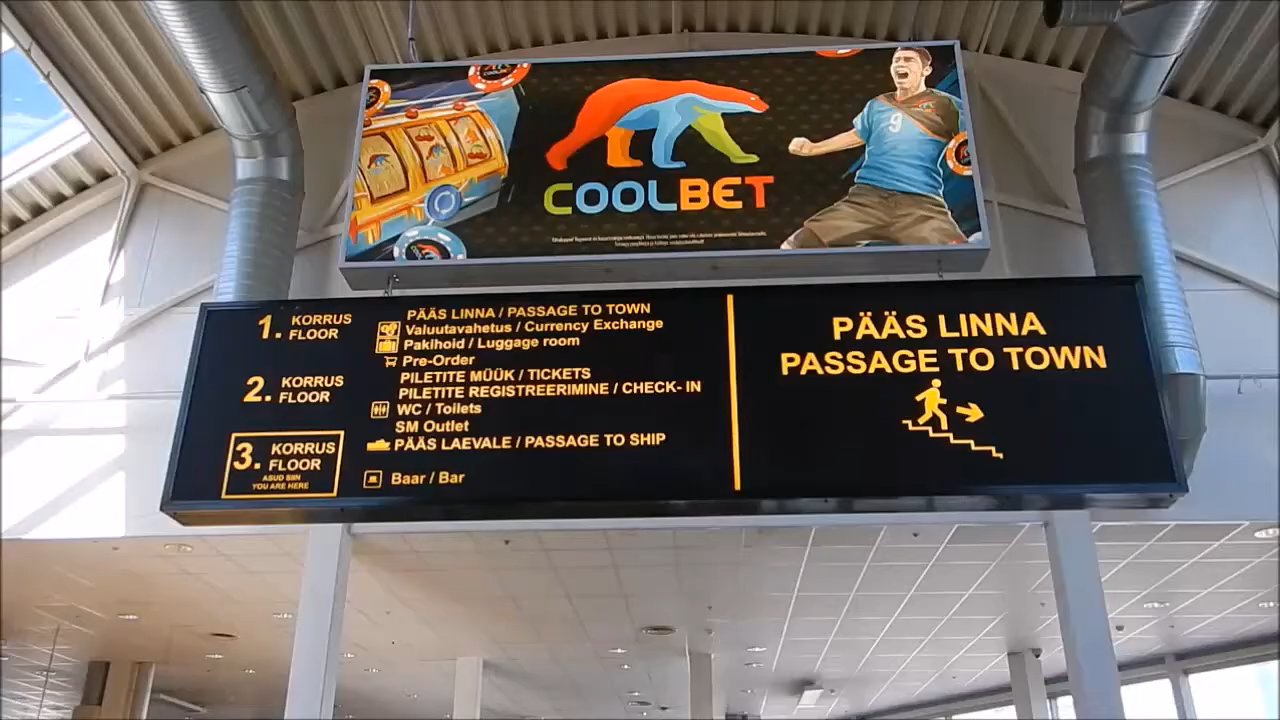 COOLBET
9
1. KORRUS
FLOOR
PÄÄS LINNA / PASSAGE TO TOWN
Valuutavahetus / Currency Exchange
Pakihoid / Luggage room
Pre-Order
2. KORRUS
FLOOR
PILETITE MÜÜK / TICKETS
PILETITE REGISTREERIMINE / CHECK- IN
WC / Toilets
SM Outlet
3. KORRUS
FLOOR
ASUD SIIN
YOU ARE HERE
PÄÄS LAEVALE / PASSAGE TO SHIP
Baar / Bar
PÄÄS LINNA
PASSAGE TO TOWN